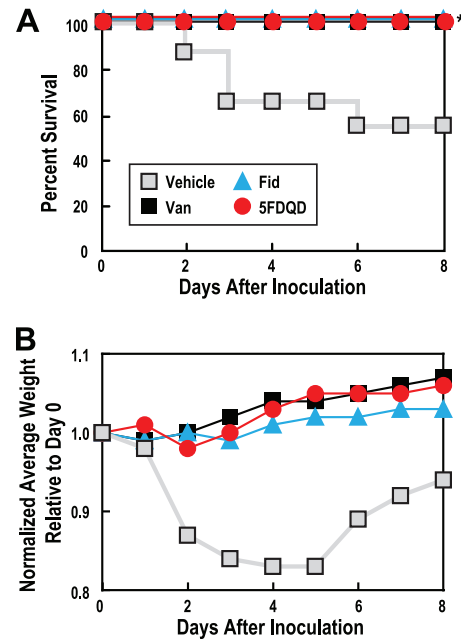 A
Percent Survival
100
80
60
40
20
0
*
Vehicle
Fid
Van
5FDQD
0
2
4
6
8
Days After Inoculation
B
Normalized Average Weight
Relative to Day 0
1.1
1.0
0.9
0.8
0
2
4
6
8
Days After Inoculation